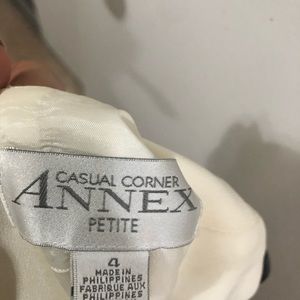 CASUAL CORNER
ANNEX
PETITE
4
MADE IN
PHILIPPINES
FABRIQUE AUX
PHILIPPINES